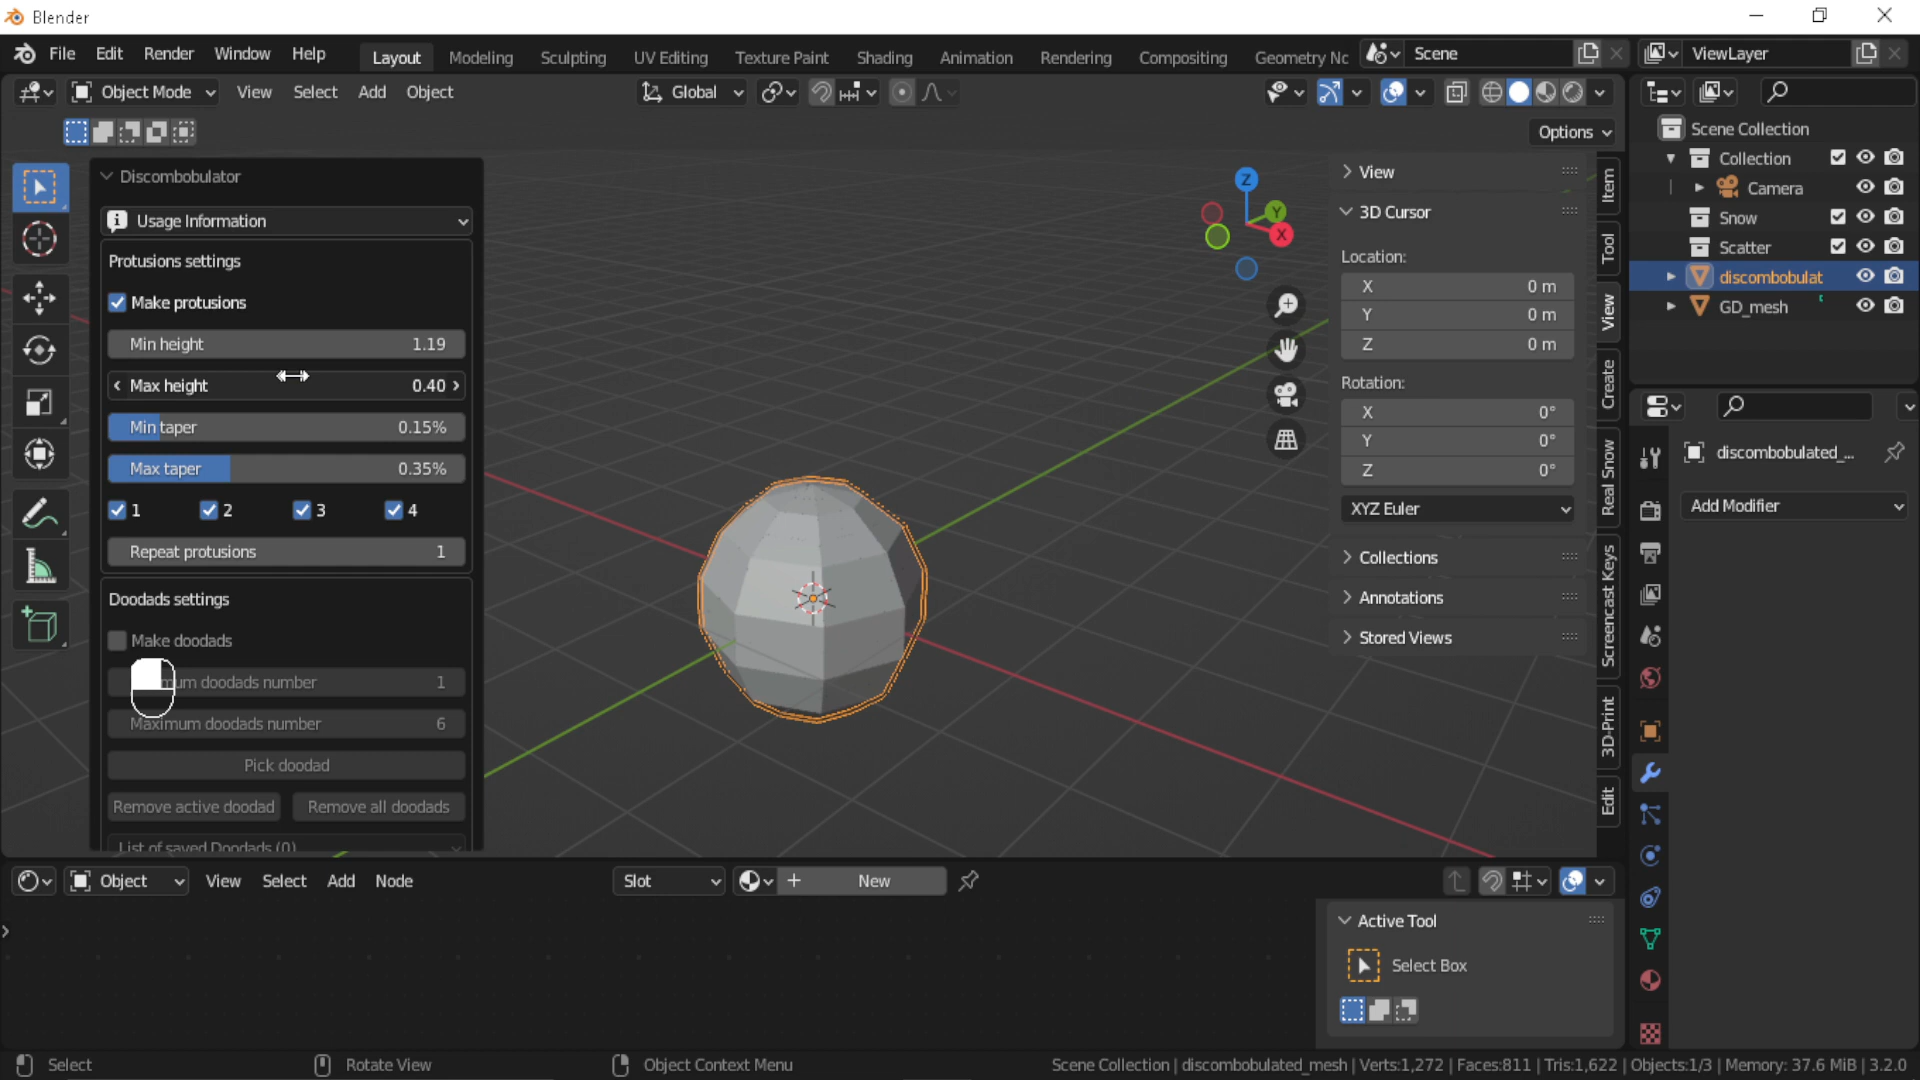 Blender
File Edit Render Window Help Layout Modeling Sculpting UV Editing Texture Paint Shading Animation Rendering Compositing Geometry Nc Scene ViewLayer
Object Mode View Select Add Object Global
Options
Discombobulator
Usage Information
Protusions settings
Make protusions
Min height 1.19
Max height 0.40
Min taper 0.15%
Max taper 0.35%
1 2 3 4
Repeat protusions 1
Doodads settings
Make doodads
um doodads number 1
Maximum doodads number 6
Pick doodad
Remove active doodad Remove all doodads
List of saved Doodads (0)
Z
Y
X
View
3D Cursor
Location:
X 0 m
Y 0 m
Z 0 m
Rotation:
X 0°
Y 0°
Z 0°
XYZ Euler
Collections
Annotations
Stored Views
Item
Tool
View
Create
Real Snow
Screencast Keys
3D-Print
Edit
Scene Collection
Collection
Camera
Snow
Scatter
discombobulat
GD_mesh
discombobulated_...
Add Modifier
Object View Select Add Node Slot New
Active Tool
Select Box
Select Rotate View Object Context Menu Scene Collection | discombobulated_mesh | Verts:1,272 | Faces:811 | Tris:1,622 | Objects:1/3 | Memory: 37.6 MiB | 3.2.0